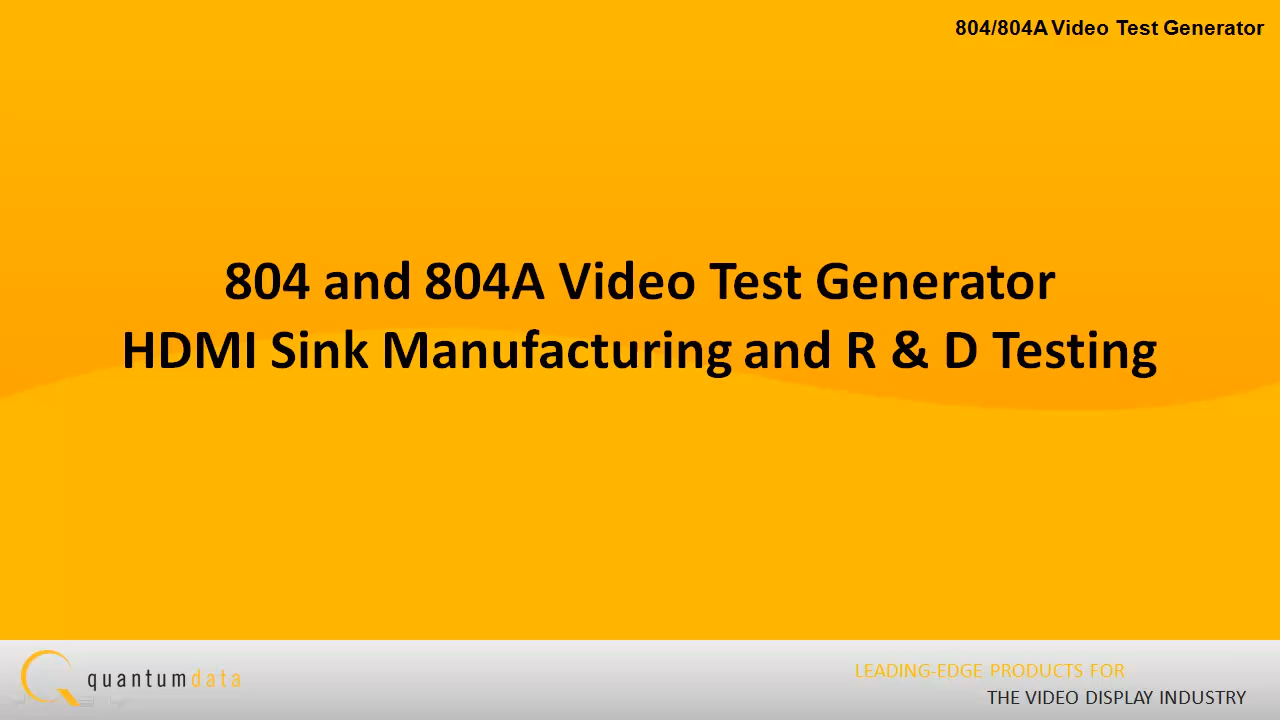 804/804A Video Test Generator
804 and 804A Video Test Generator
HDMI Sink Manufacturing and R & D Testing
quantumdata
LEADING-EDGE PRODUCTS FOR
THE VIDEO DISPLAY INDUSTRY